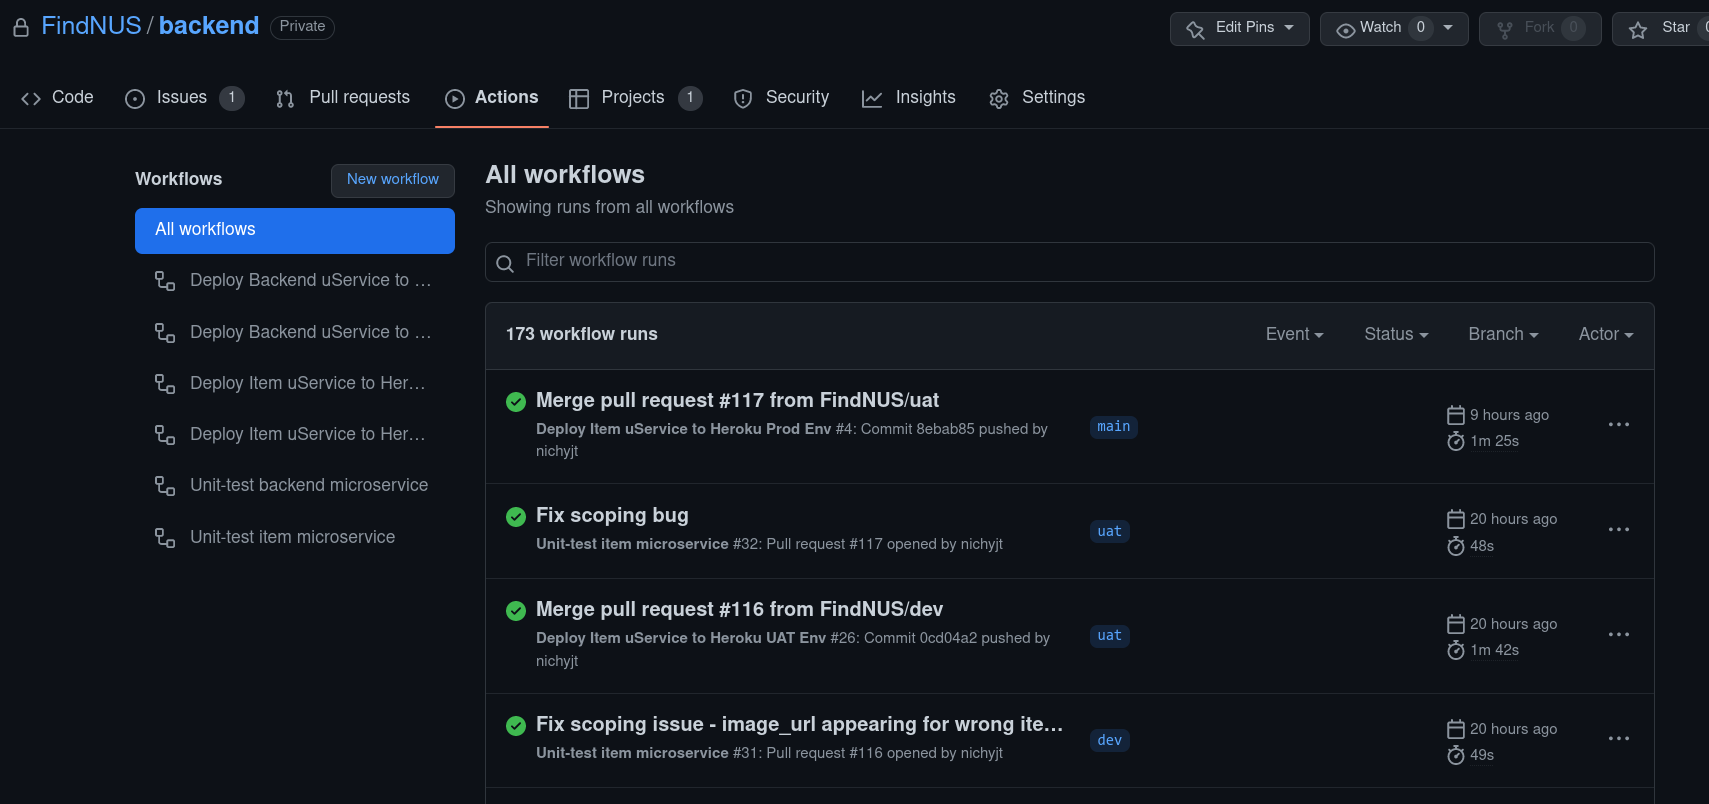 FindNUS / backend Private
Edit Pins
Watch 0
Fork 0
Star
Code
Issues 1
Pull requests
Actions
Projects 1
Security
Insights
Settings
Workflows
New workflow
All workflows
Deploy Backend uService to ...
Deploy Backend uService to ...
Deploy Item uService to Her...
Deploy Item uService to Her...
Unit-test backend microservice
Unit-test item microservice
All workflows
Showing runs from all workflows
Filter workflow runs
173 workflow runs
Event
Status
Branch
Actor
Merge pull request #117 from FindNUS/uat
Deploy Item uService to Heroku Prod Env #4: Commit 8ebab85 pushed by
nichyjt
main
9 hours ago
1m 25s
Fix scoping bug
Unit-test item microservice #32: Pull request #117 opened by nichyjt
uat
20 hours ago
48s
Merge pull request #116 from FindNUS/dev
Deploy Item uService to Heroku UAT Env #26: Commit 0cd04a2 pushed by
nichyjt
uat
20 hours ago
1m 42s
Fix scoping issue - image_url appearing for wrong ite...
Unit-test item microservice #31: Pull request #116 opened by nichyjt
dev
20 hours ago
49s